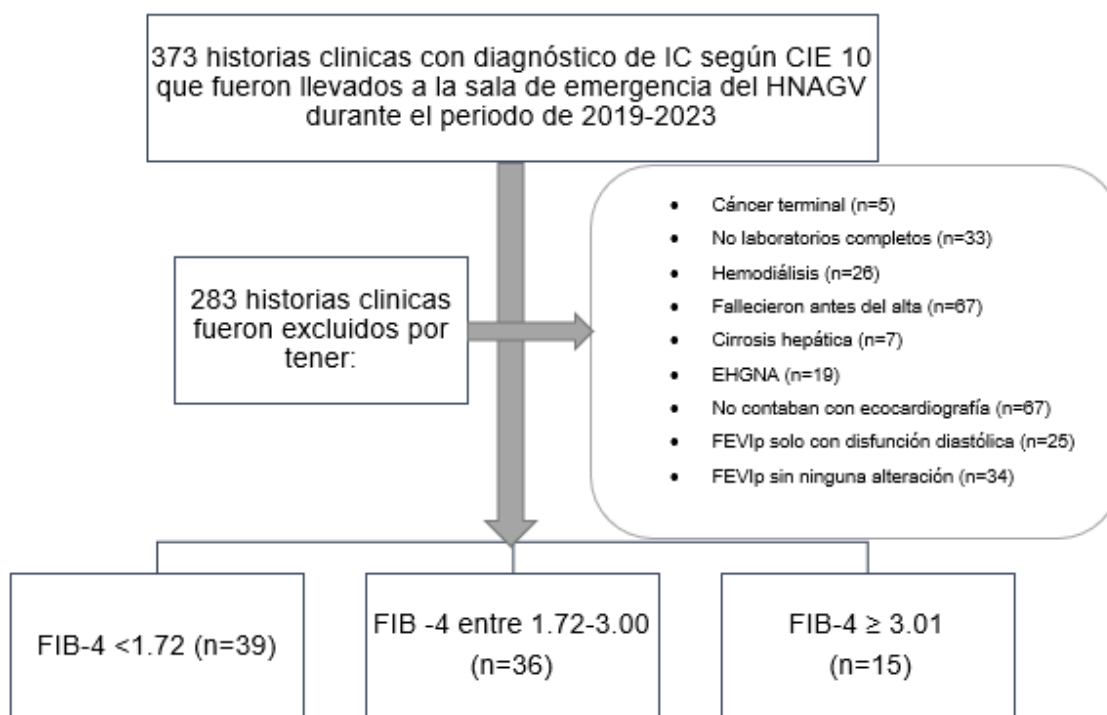 373 historias clinicas con diagnóstico de IC según CIE 10
que fueron llevados a la sala de emergencia del HNAGV
durante el periodo de 2019-2023
283 historias clinicas
fueron excluidos por
tener:
• Cáncer terminal (n=5)
• No laboratorios completos (n=33)
• Hemodiálisis (n=26)
• Fallecieron antes del alta (n=67)
• Cirrosis hepática (n=7)
• EHGNA (n=19)
• No contaban con ecocardiografía (n=67)
• FEVIp solo con disfunción diastólica (n=25)
• FEVIp sin ninguna alteración (n=34)
FIB-4 <1.72 (n=39)
FIB -4 entre 1.72-3.00
(n=36)
FIB-4 ≥ 3.01
(n=15)